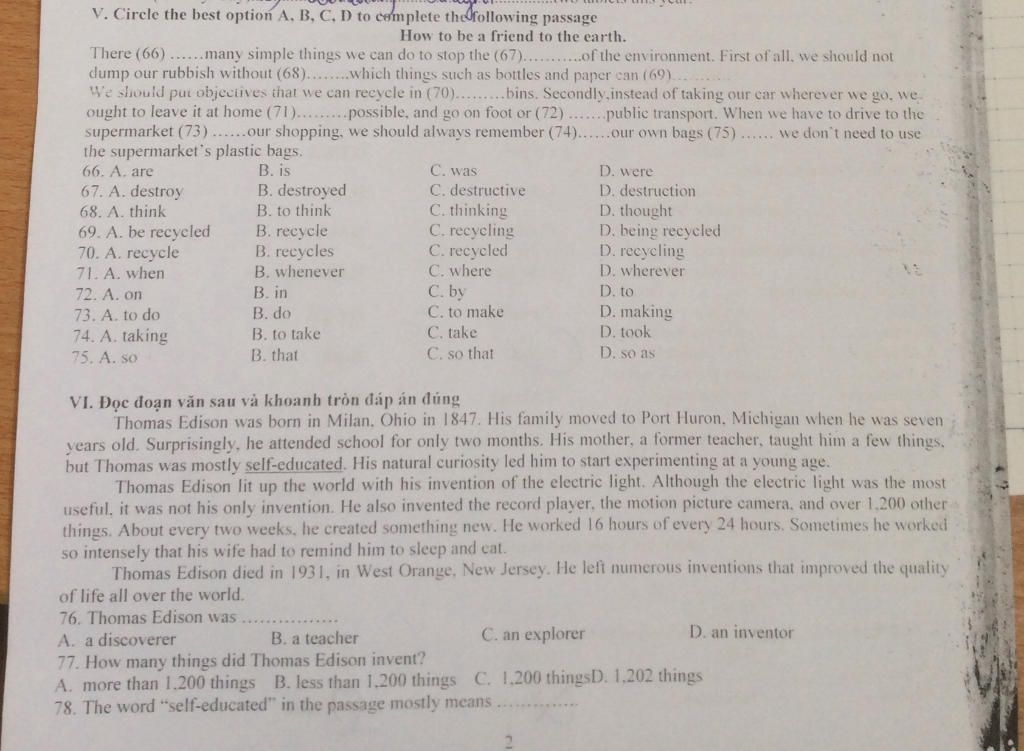 two tablets this year.
V. Circle the best option A, B, C, D to complete the following passage
How to be a friend to the earth.
There (66) ......many simple things we can do to stop the (67)...........of the environment. First of all, we should not
dump our rubbish without (68)........which things such as bottles and paper can (69)..........
We should put objectives that we can recycle in (70).........bins. Secondly,instead of taking our car wherever we go, we
ought to leave it at home (71).........possible, and go on foot or (72) .......public transport. When we have to drive to the
supermarket (73) ......our shopping, we should always remember (74)......our own bags (75) ...... we don't need to use
the supermarket's plastic bags.
66. A. are B. is C. was D. were
67. A. destroy B. destroyed C. destructive D. destruction
68. A. think B. to think C. thinking D. thought
69. A. be recycled B. recycle C. recycling D. being recycled
70. A. recycle B. recycles C. recycled D. recycling
71. A. when B. whenever C. where D. wherever
72. A. on B. in C. by D. to
73. A. to do B. do C. to make D. making
74. A. taking B. to take C. take D. took
75. A. so B. that C. so that D. so as
VI. Đọc đoạn văn sau và khoanh tròn đáp án đúng
Thomas Edison was born in Milan, Ohio in 1847. His family moved to Port Huron, Michigan when he was seven
years old. Surprisingly, he attended school for only two months. His mother, a former teacher, taught him a few things,
but Thomas was mostly self-educated. His natural curiosity led him to start experimenting at a young age.
Thomas Edison lit up the world with his invention of the electric light. Although the electric light was the most
useful, it was not his only invention. He also invented the record player, the motion picture camera, and over 1,200 other
things. About every two weeks, he created something new. He worked 16 hours of every 24 hours. Sometimes he worked
so intensely that his wife had to remind him to sleep and eat.
Thomas Edison died in 1931, in West Orange, New Jersey. He left numerous inventions that improved the quality
of life all over the world.
76. Thomas Edison was ................
A. a discoverer B. a teacher C. an explorer D. an inventor
77. How many things did Thomas Edison invent?
A. more than 1,200 things B. less than 1,200 things C. 1,200 thingsD. 1,202 things
78. The word "self-educated" in the passage mostly means ..............
2